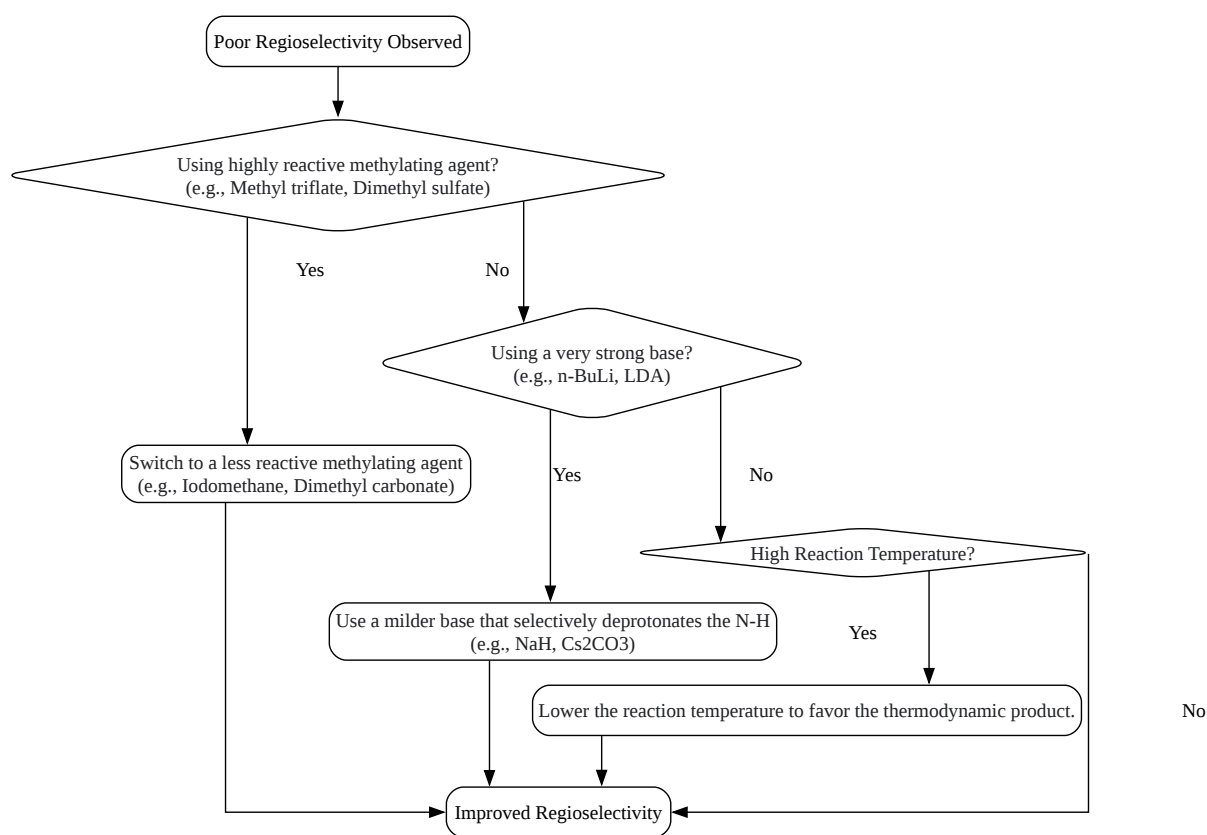 Poor Regioselectivity Observed
Using highly reactive methylating agent?
(e.g., Methyl triflate, Dimethyl sulfate)
Yes
No
Using a very strong base?
(e.g., n-BuLi, LDA)
Switch to a less reactive methylating agent
(e.g., Iodomethane, Dimethyl carbonate)
Yes
No
High Reaction Temperature?
Use a milder base that selectively deprotonates the N-H
(e.g., NaH, Cs2CO3)
Yes
Lower the reaction temperature to favor the thermodynamic product.
No
Improved Regioselectivity